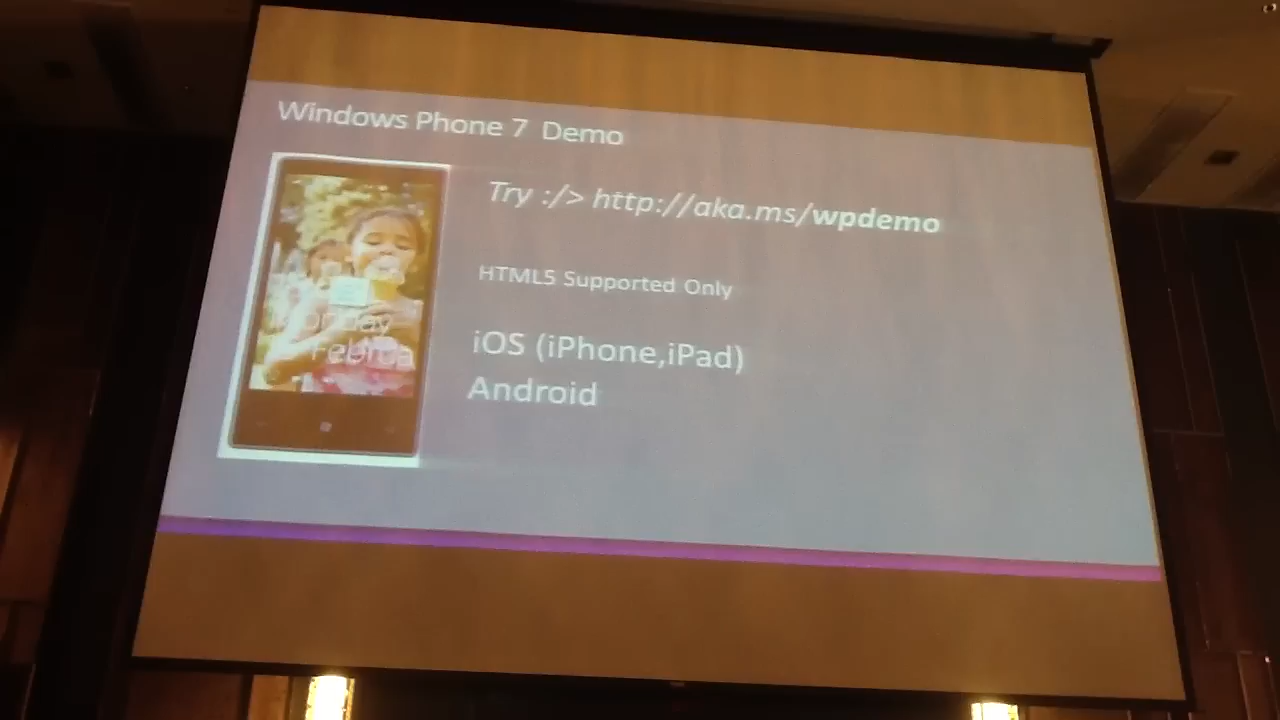 Windows Phone 7 Demo
Try :/> http://aka.ms/wpdemo
HTML5 Supported Only
iOS (iPhone,iPad)
Android